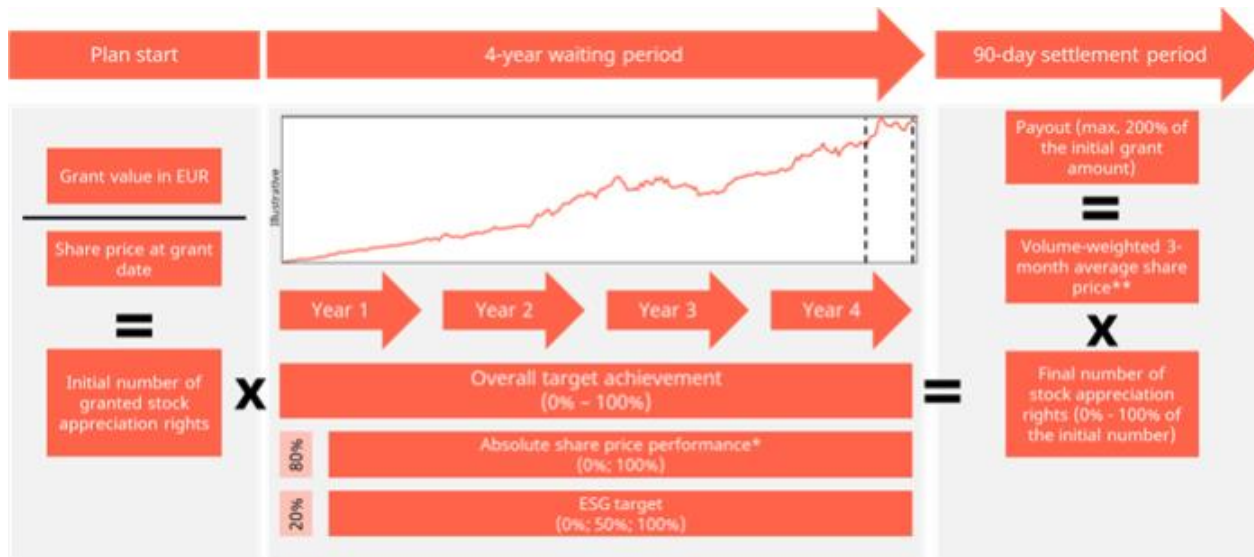 Plan start
4-year waiting period
90-day settlement period
Grant value in EUR
Share price at grant
date
=
Initial number of
granted stock
appreciation rights
X
Illustrative
Year 1
Year 2
Year 3
Year 4
Overall target achievement
(0% – 100%)
80%
Absolute share price performance*
(0%; 100%)
20%
ESG target
(0%; 50%; 100%)
=
Payout (max. 200% of
the initial grant
amount)
=
Volume-weighted 3-
month average share
price**
X
Final number of
stock appreciation
rights (0% - 100% of
the initial number)